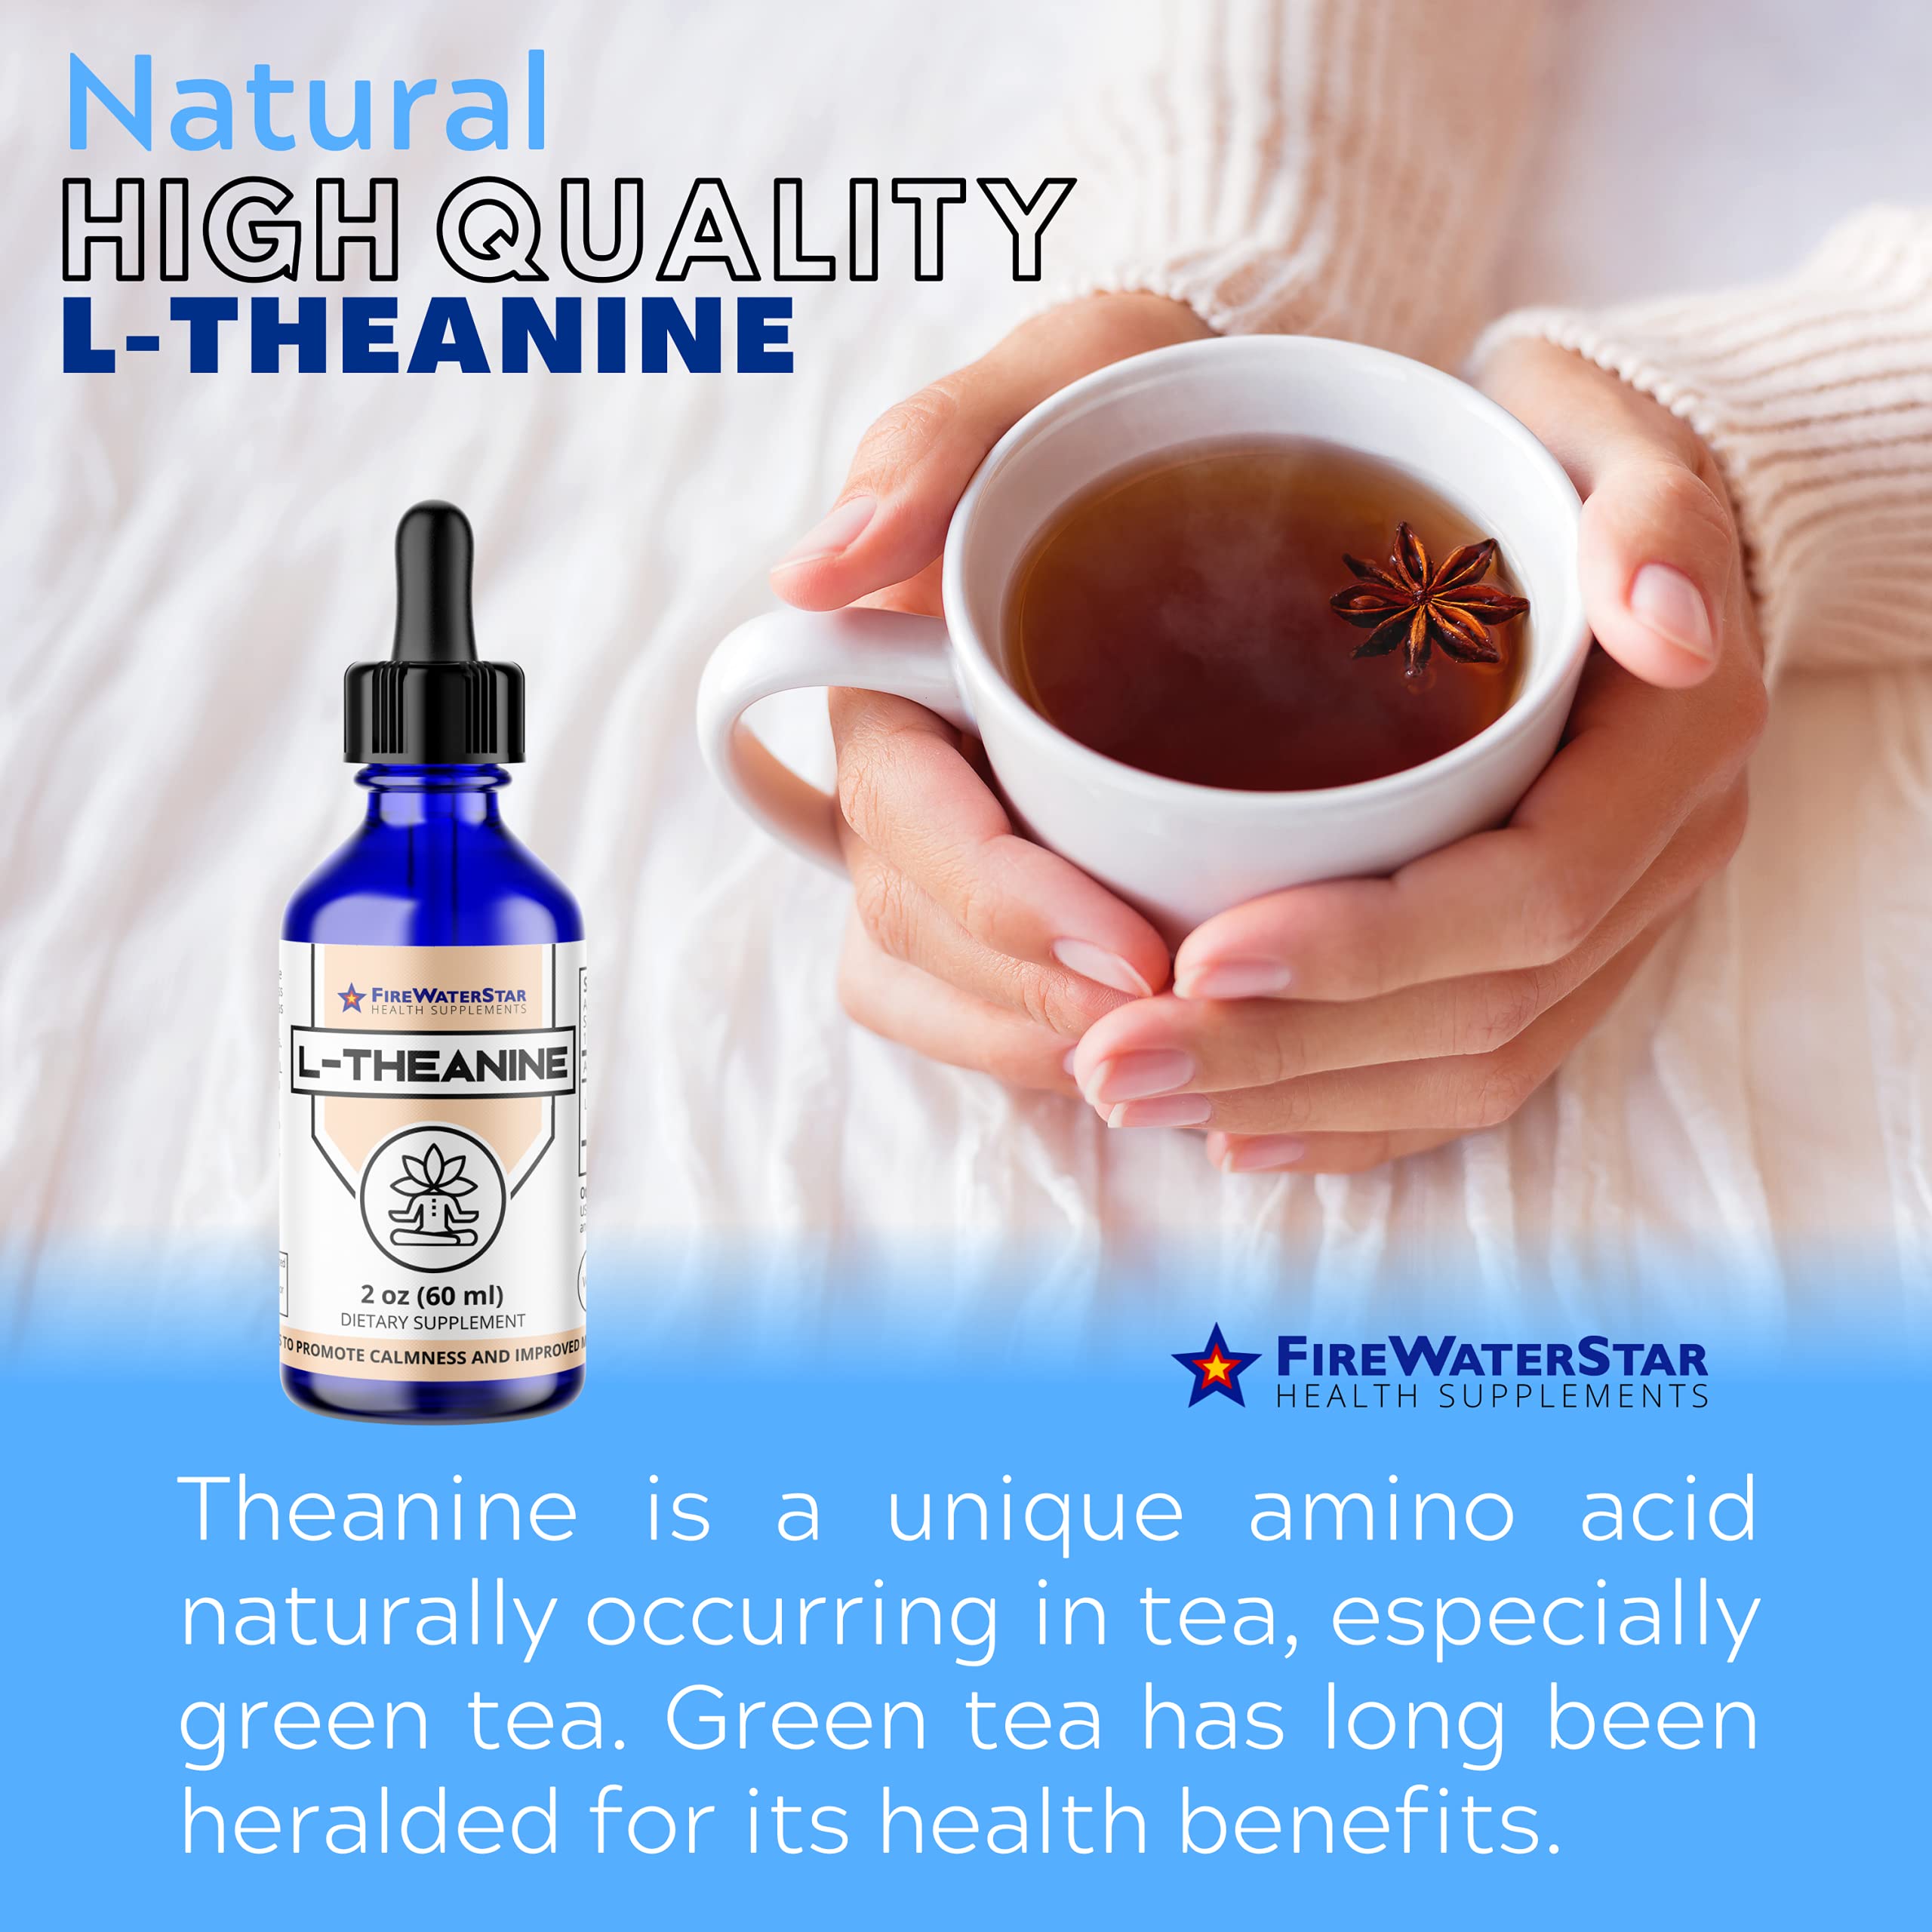 Natural
HIGH QUALITY
L-THEANINE
FIREWATERSTAR
HEALTH SUPPLEMENTS
L-THEANINE
2 oz (60 ml)
DIETARY SUPPLEMENT
TO PROMOTE CALMNESS AND IMPROVED
FIREWATERSTAR
HEALTH SUPPLEMENTS
Theanine is a unique amino acid
naturally occurring in tea, especially
green tea. Green tea has long been
heralded for its health benefits.